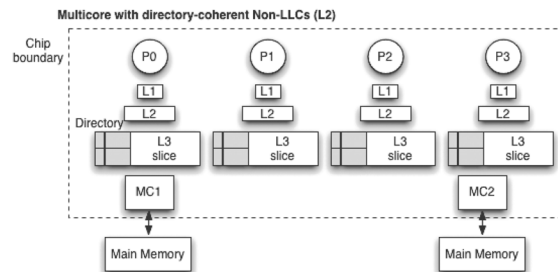 Multicore with directory-coherent Non-LLCs (L2)
Chip
boundary
P0 P1 P2 P3
L1 L1 L1 L1
L2 L2 L2 L2
Directory
L3 L3 L3 L3
slice slice slice slice
MC1 MC2
Main Memory Main Memory